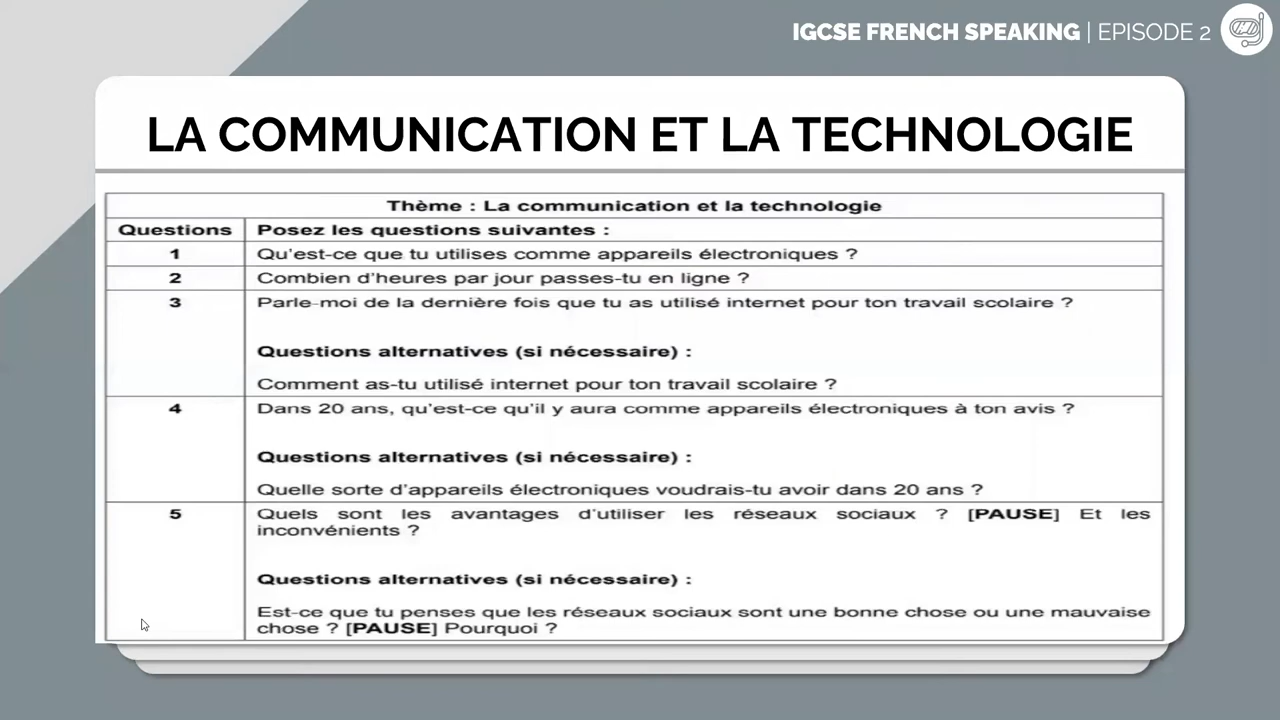 IGCSE FRENCH SPEAKING | EPISODE 2
LA COMMUNICATION ET LA TECHNOLOGIE
Thème : La communication et la technologie
Questions Posez les questions suivantes :
1 Qu'est-ce que tu utilises comme appareils électroniques ?
2 Combien d'heures par jour passes-tu en ligne ?
3 Parle-moi de la dernière fois que tu as utilisé internet pour ton travail scolaire ?
Questions alternatives (si nécessaire) :
Comment as-tu utilisé internet pour ton travail scolaire ?
4 Dans 20 ans, qu'est-ce qu'il y aura comme appareils électroniques à ton avis ?
Questions alternatives (si nécessaire) :
Quelle sorte d'appareils électroniques voudrais-tu avoir dans 20 ans ?
5 Quels sont les avantages d'utiliser les réseaux sociaux ? [PAUSE] Et les
inconvénients ?
Questions alternatives (si nécessaire) :
Est-ce que tu penses que les réseaux sociaux sont une bonne chose ou une mauvaise
chose ? [PAUSE] Pourquoi ?